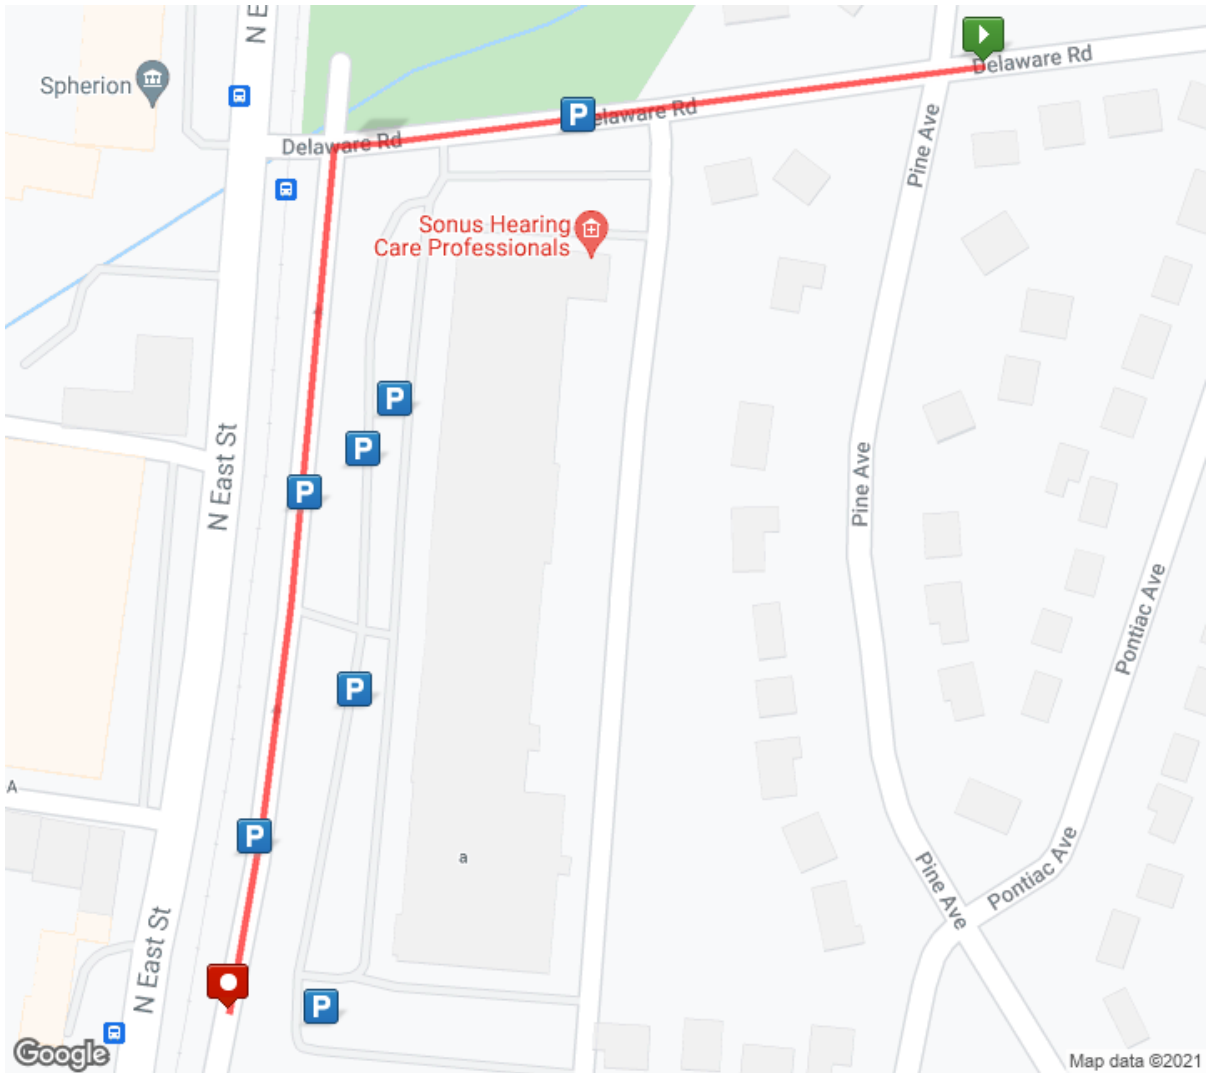 N E
Spherion
Delaware Rd
P
elaware Rd
Delaware Rd
Pine Ave
Sonus Hearing
Care Professionals
P
P
P
N East St
Pine Ave
Pontiac Ave
P
A
P
a
Pine Ave
Pontiac Ave
N East St
P
Google
Map data ©2021